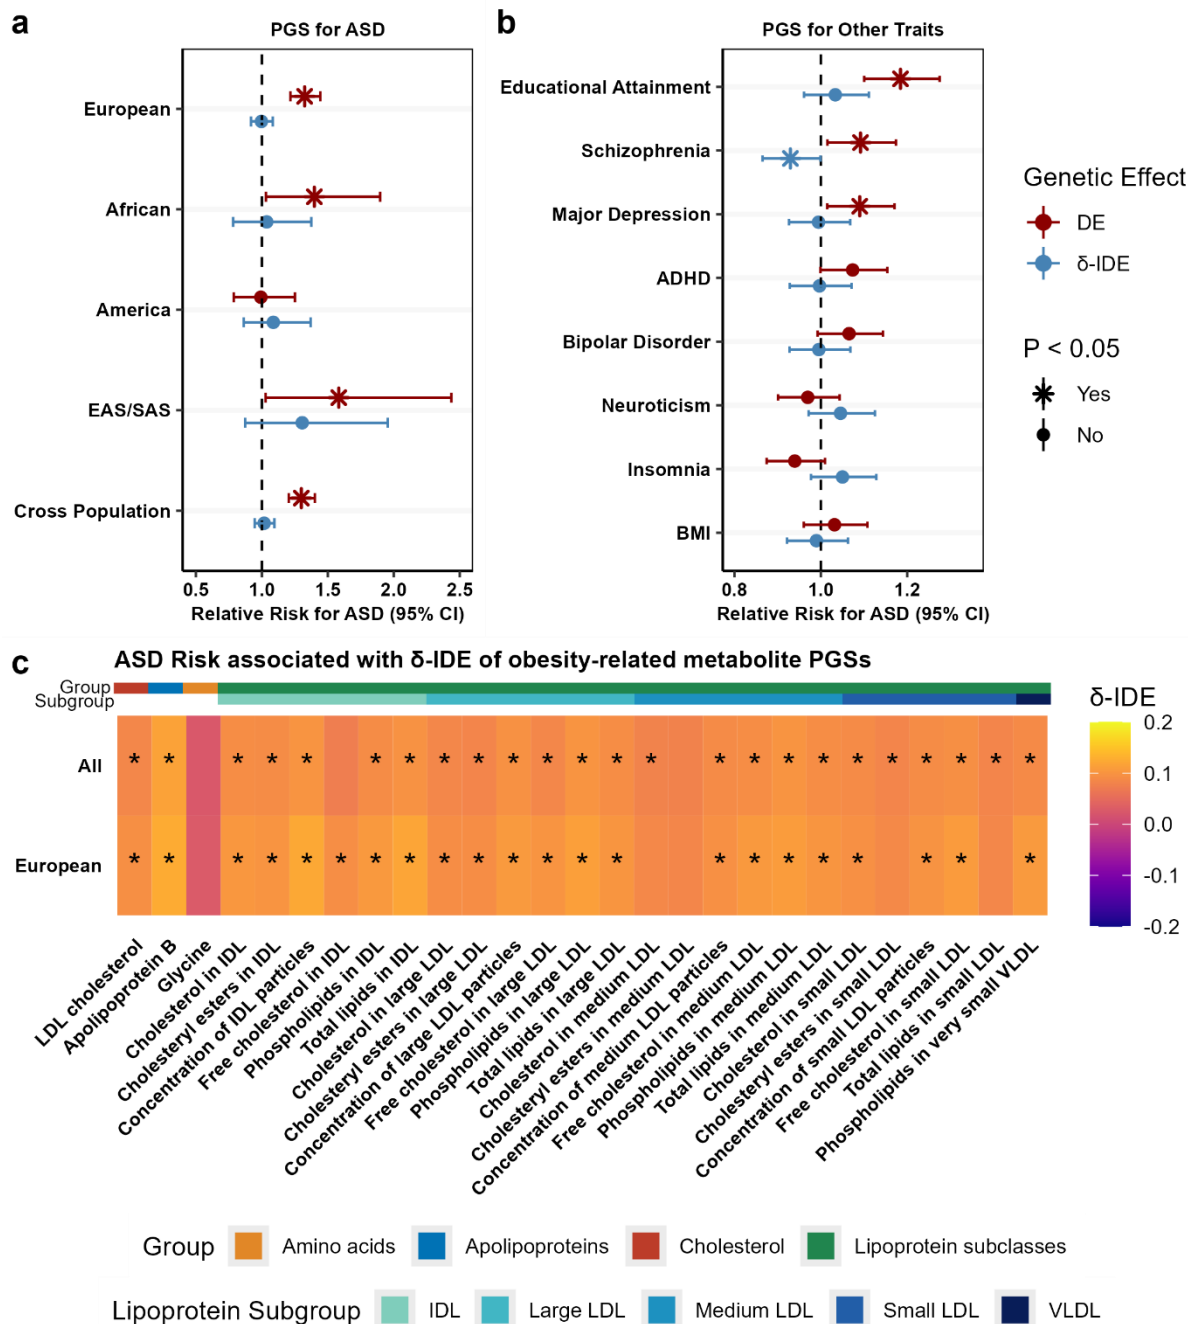 a
PGS for ASD
European
African
America
EAS/SAS
Cross Population
0.5 1.0 1.5 2.0 2.5
Relative Risk for ASD (95% CI)
b
PGS for Other Traits
Educational Attainment
Schizophrenia
Major Depression
ADHD
Bipolar Disorder
Neuroticism
Insomnia
BMI
0.8 1.0 1.2
Relative Risk for ASD (95% CI)
Genetic Effect
DE
δ-IDE
P < 0.05
Yes
No
c
ASD Risk associated with δ-IDE of obesity-related metabolite PGSs
Group
Subgroup
All
* * * * * * * * * * * * * * * * * * * * * * * *
European
* * * * * * * * * * * * * * * * * * * * * *
δ-IDE
0.2
0.1
0.0
-0.1
-0.2
LDL cholesterol
Apolipoprotein B
Glycine
Cholesterol in IDL
Cholesteryl esters in IDL
Concentration of IDL particles
Free cholesterol in IDL
Phospholipids in IDL
Total lipids in IDL
Cholesterol in large LDL
Cholesteryl esters in large LDL
Concentration of large LDL particles
Free cholesterol in large LDL
Phospholipids in large LDL
Total lipids in large LDL
Cholesterol in medium LDL
Cholesteryl esters in medium LDL
Concentration of medium LDL particles
Free cholesterol in medium LDL
Phospholipids in medium LDL
Total lipids in medium LDL
Cholesterol in small LDL
Cholesteryl esters in small LDL
Concentration of small LDL particles
Free cholesterol in small LDL
Total lipids in small LDL
Phospholipids in very small VLDL
Group Amino acids Apolipoproteins Cholesterol Lipoprotein subclasses
Lipoprotein Subgroup IDL Large LDL Medium LDL Small LDL VLDL